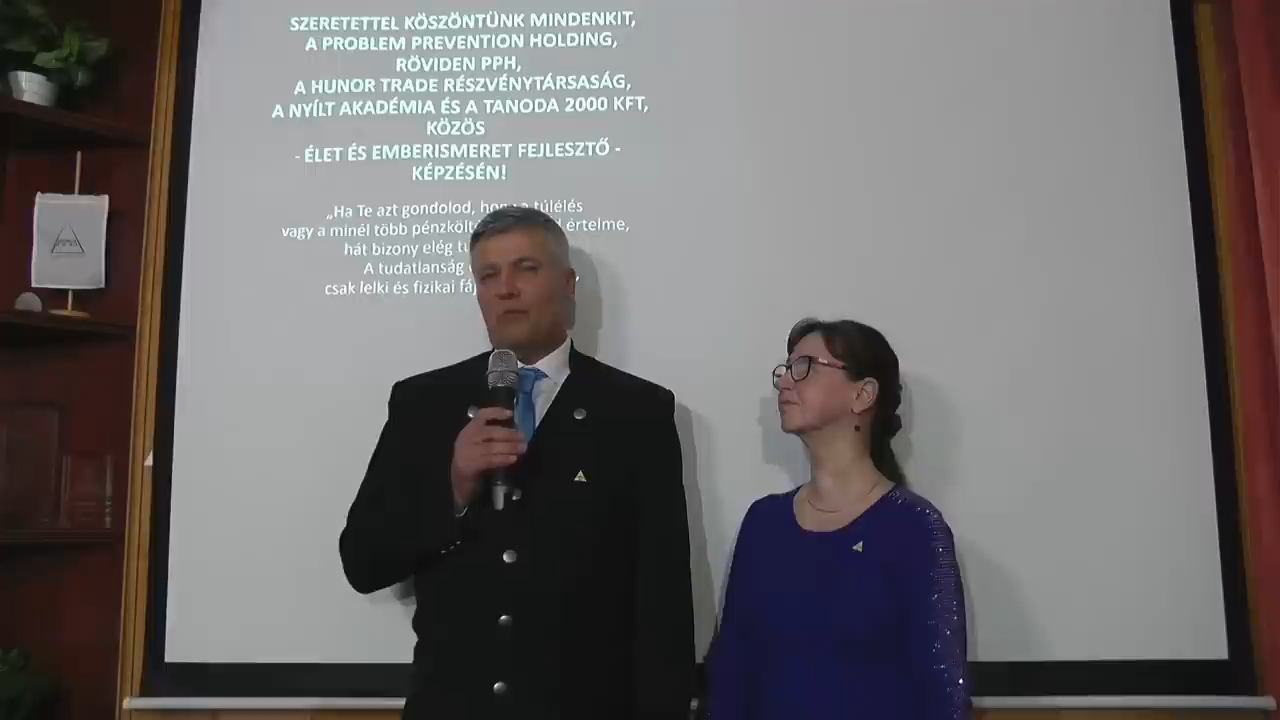 SZERETETTEL KÖSZÖNTÜNK MINDENKIT,
A PROBLEM PREVENTION HOLDING,
RÖVIDEN PPH,
A HUNOR TRADE RÉSZVÉNYTÁRSASÁG,
A NYÍLT AKADÉMIA ÉS A TANODA 2000 KFT,
KÖZÖS
- ÉLET ÉS EMBERISMERET FEJLESZTŐ -
KÉPZÉSÉN!
„Ha Te azt gondolod, túlélés
vagy a minél több értelme,
hát bizony elég
A tudatlanság
csak lelki és fizikai